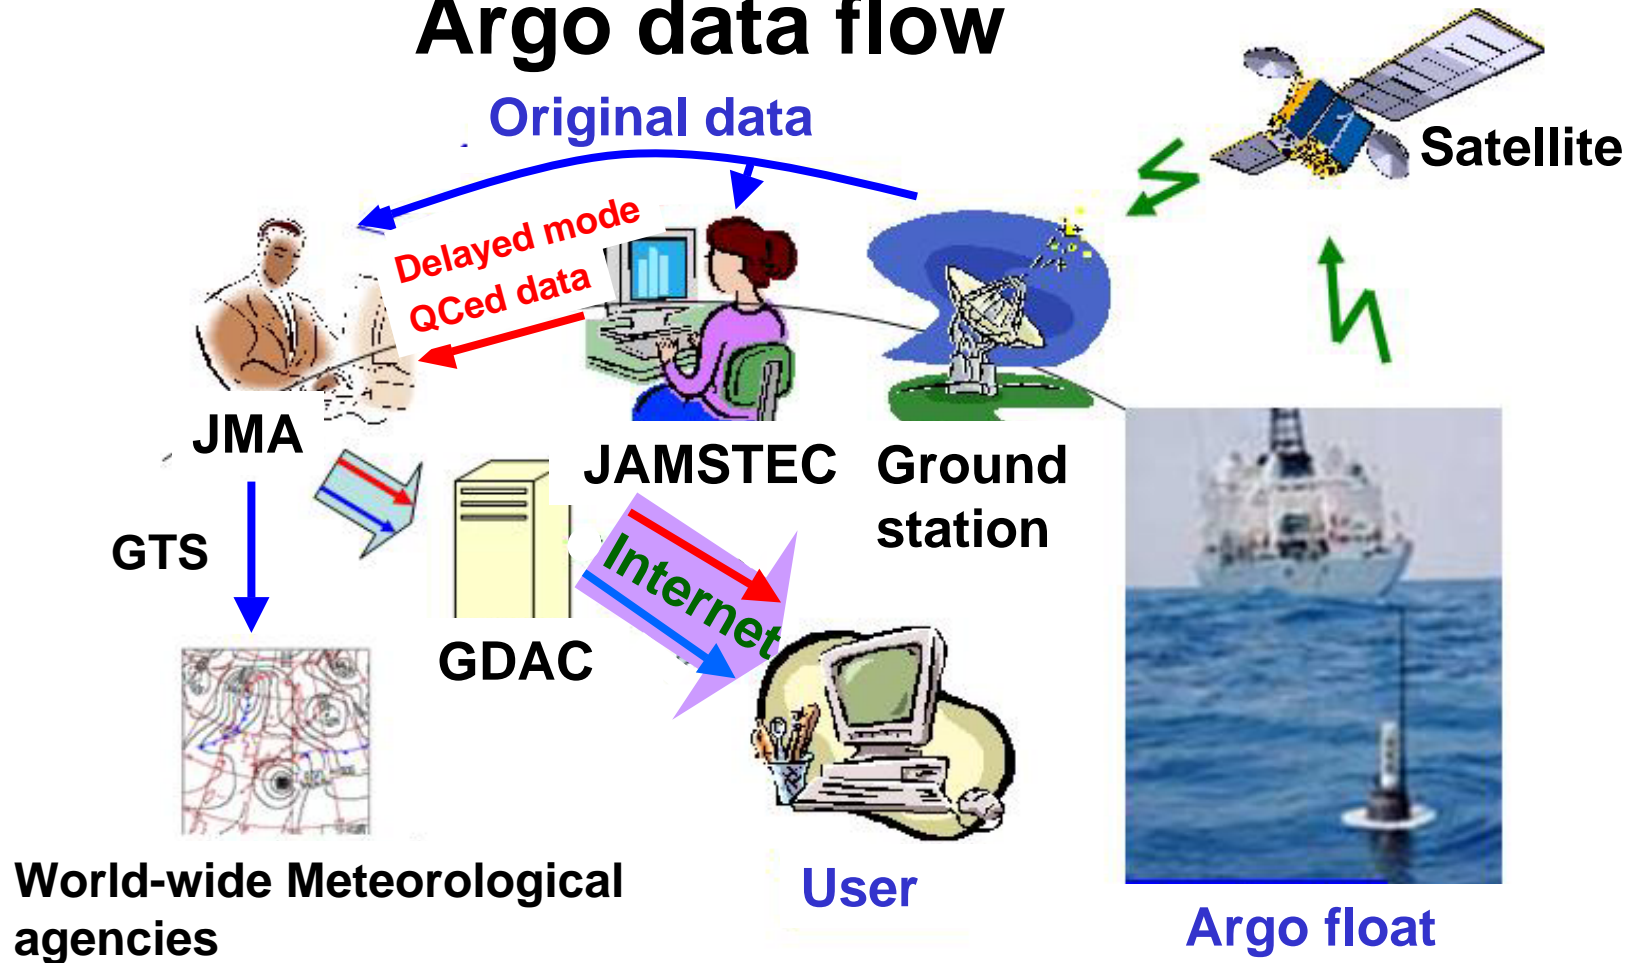 Argo data flow
Original data
Satellite
Delayed mode
QCed data
JMA
JAMSTEC
Ground
station
GTS
Internet
GDAC
World-wide Meteorological
agencies
User
Argo float